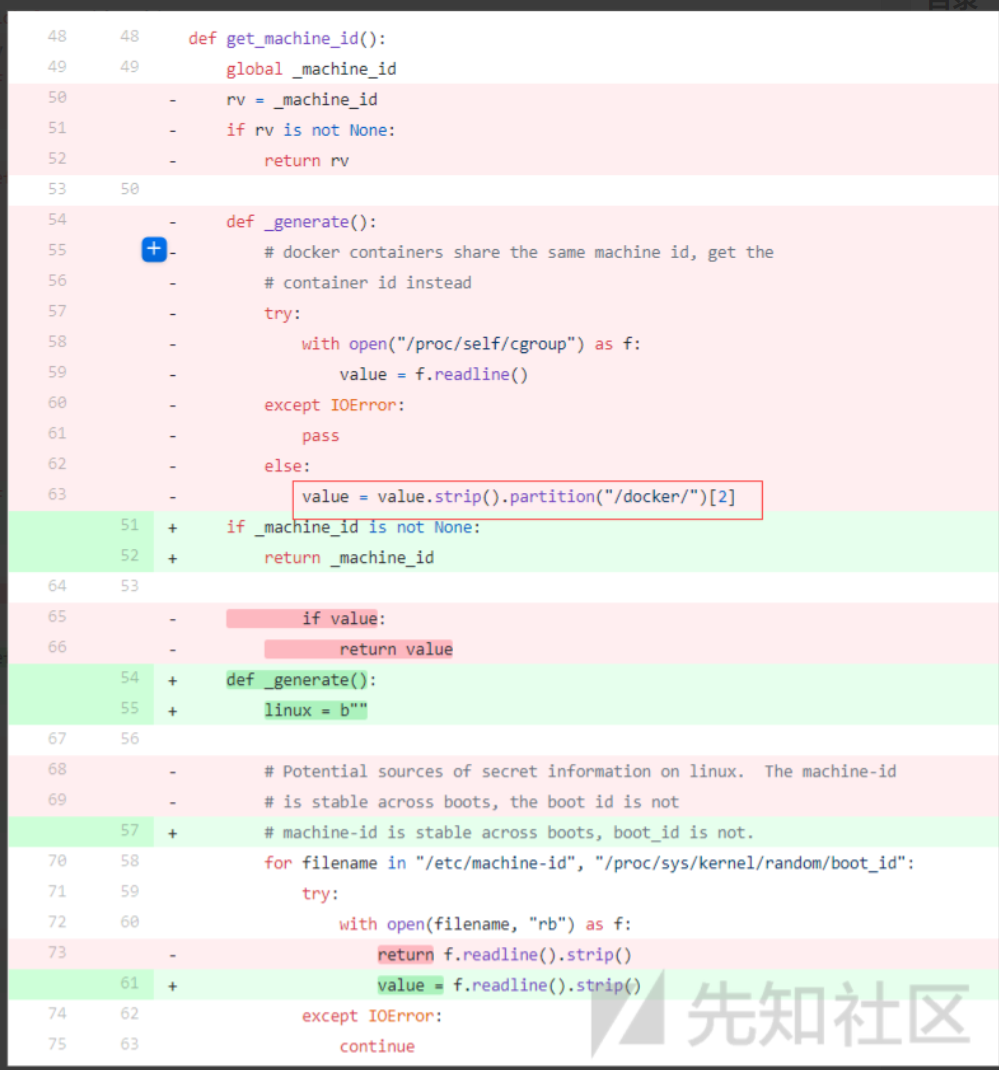 目录
48 48 def get_machine_id():
49 49 global _machine_id
50 - rv = _machine_id
51 - if rv is not None:
52 - return rv
53 50
54 - def _generate():
55 + - # docker containers share the same machine id, get the
56 - # container id instead
57 - try:
58 - with open("/proc/self/cgroup") as f:
59 - value = f.readline()
60 - except IOError:
61 - pass
62 - else:
63 - value = value.strip().partition("/docker/")[2]
51 + if _machine_id is not None:
52 + return _machine_id
64 53
65 - if value:
66 - return value
54 + def _generate():
55 + linux = b""
67 56
68 - # Potential sources of secret information on linux.  The machine-id
69 - # is stable across boots, the boot id is not
57 + # machine-id is stable across boots, boot_id is not.
70 58 for filename in "/etc/machine-id", "/proc/sys/kernel/random/boot_id":
71 59 try:
72 60 with open(filename, "rb") as f:
73 - return f.readline().strip()
61 + value = f.readline().strip()
74 62 except IOError:
75 63 continue
先知社区